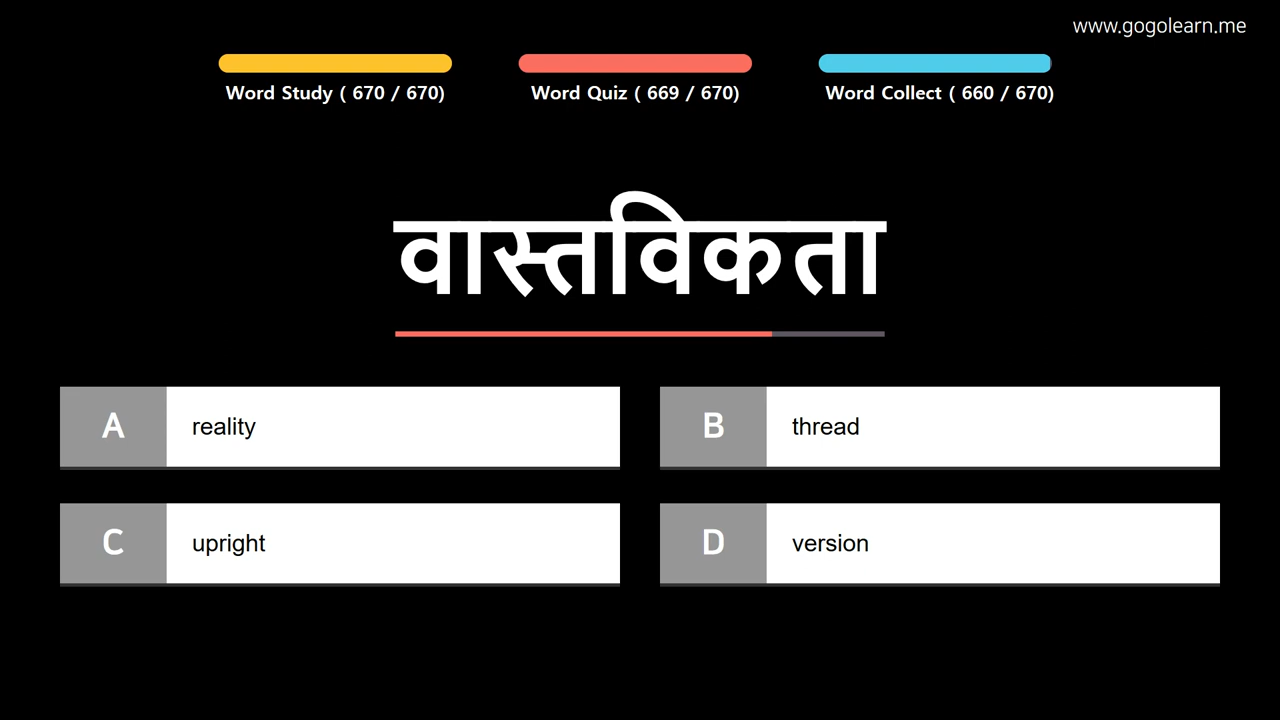 www.gogolearn.me
Word Study ( 670 / 670)
Word Quiz ( 669 / 670)
Word Collect ( 660 / 670)
वास्तविकता
A reality
B thread
C upright
D version